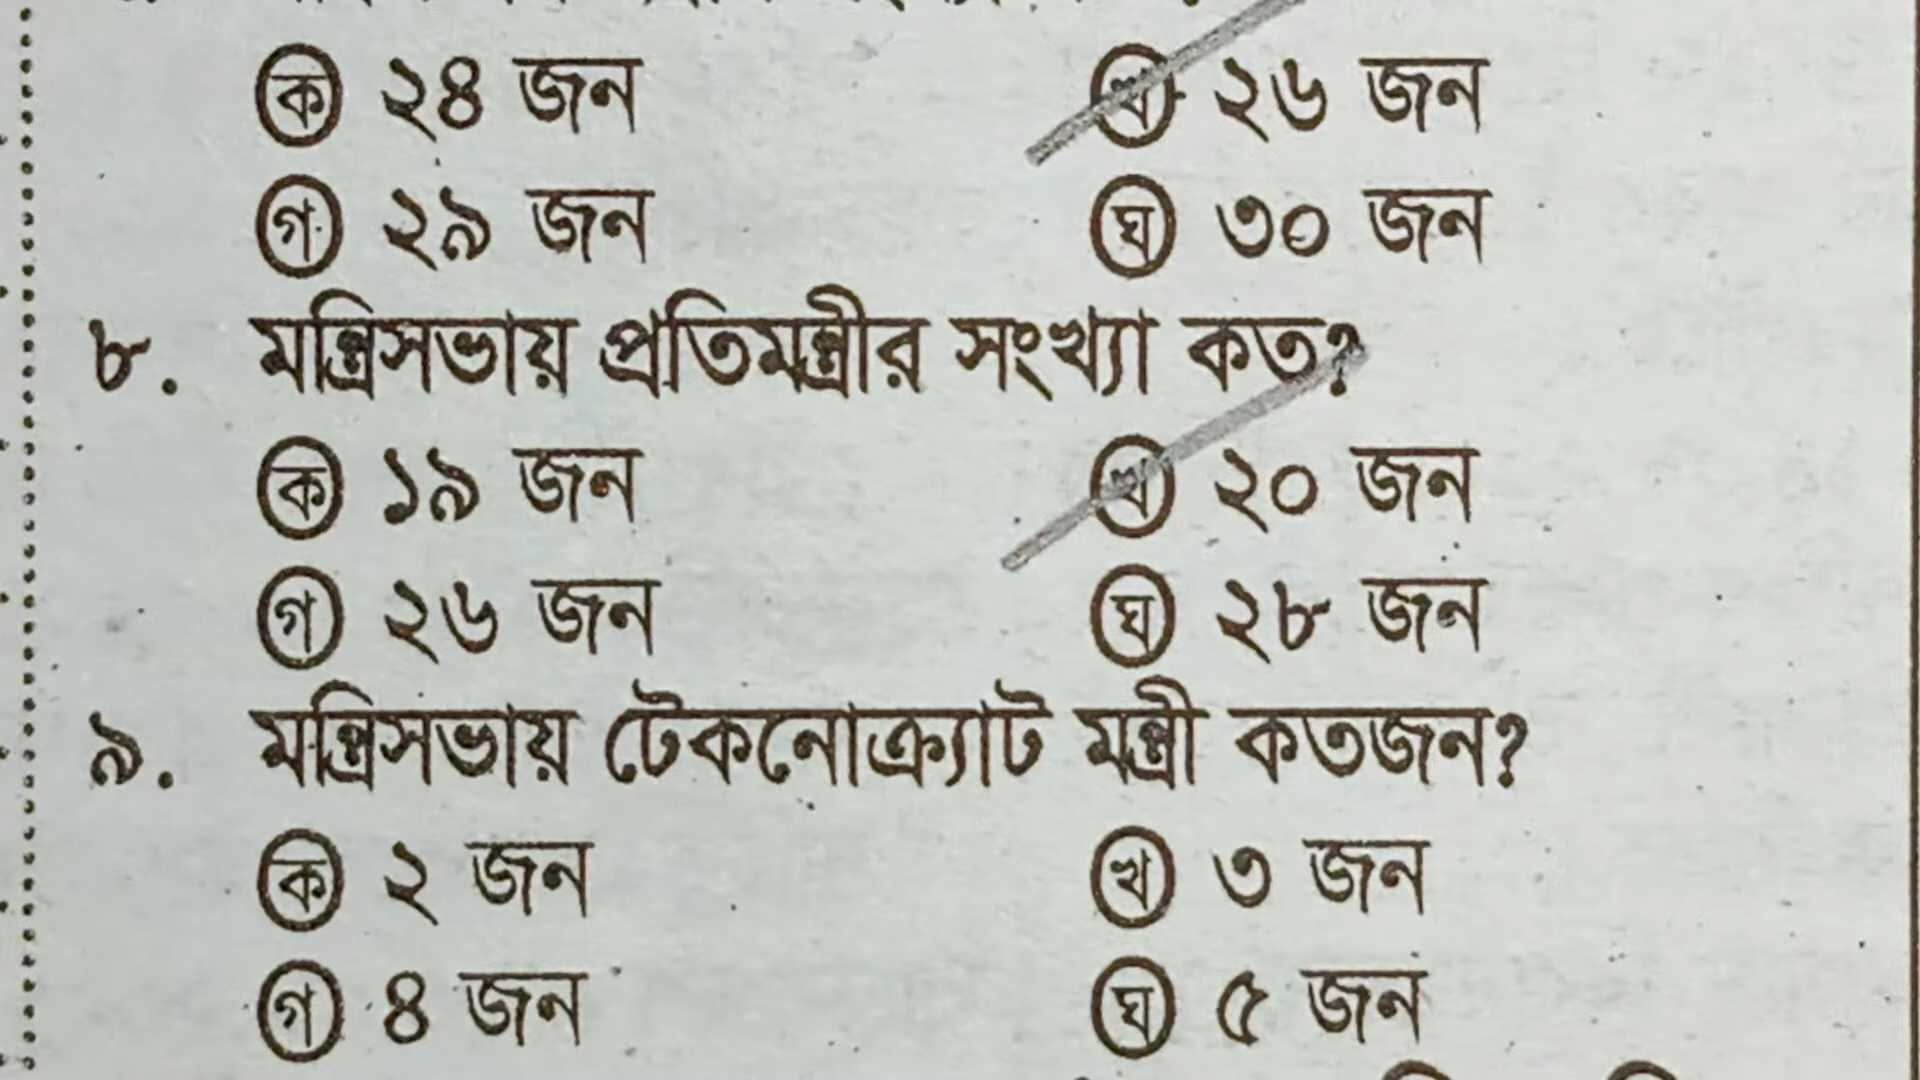 ক ২৪ জন খ ২৬ জন
গ ২৯ জন ঘ ৩০ জন
৮. মন্ত্রিসভায় প্রতিমন্ত্রীর সংখ্যা কত?
ক ১৯ জন খ ২০ জন
গ ২৬ জন ঘ ২৮ জন
৯. মন্ত্রিসভায় টেকনোক্র্যাট মন্ত্রী কতজন?
ক ২ জন খ ৩ জন
গ ৪ জন ঘ ৫ জন